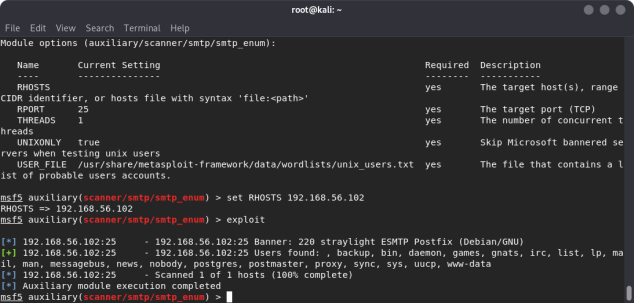 root@kali: ~
File Edit View Search Terminal Help
Module options (auxiliary/scanner/smtp/smtp_enum):
Name Current Setting Required Description
---- --------------- -------- -----------
RHOSTS yes The target host(s), range
CIDR identifier, or hosts file with syntax 'file:<path>'
RPORT 25 yes The target port (TCP)
THREADS 1 yes The number of concurrent t
hreads
UNIXONLY true yes Skip Microsoft bannered se
rvers when testing unix users
USER_FILE /usr/share/metasploit-framework/data/wordlists/unix_users.txt yes The file that contains a l
ist of probable users accounts.
msf5 auxiliary(scanner/smtp/smtp_enum) > set RHOSTS 192.168.56.102
RHOSTS => 192.168.56.102
msf5 auxiliary(scanner/smtp/smtp_enum) > exploit
[*] 192.168.56.102:25 - 192.168.56.102:25 Banner: 220 straylight ESMTP Postfix (Debian/GNU)
[+] 192.168.56.102:25 - 192.168.56.102:25 Users found: , backup, bin, daemon, games, gnats, irc, list, lp, ma
il, man, messagebus, news, nobody, postgres, postmaster, proxy, sync, sys, uucp, www-data
[*] 192.168.56.102:25 - Scanned 1 of 1 hosts (100% complete)
[*] Auxiliary module execution completed
msf5 auxiliary(scanner/smtp/smtp_enum) >